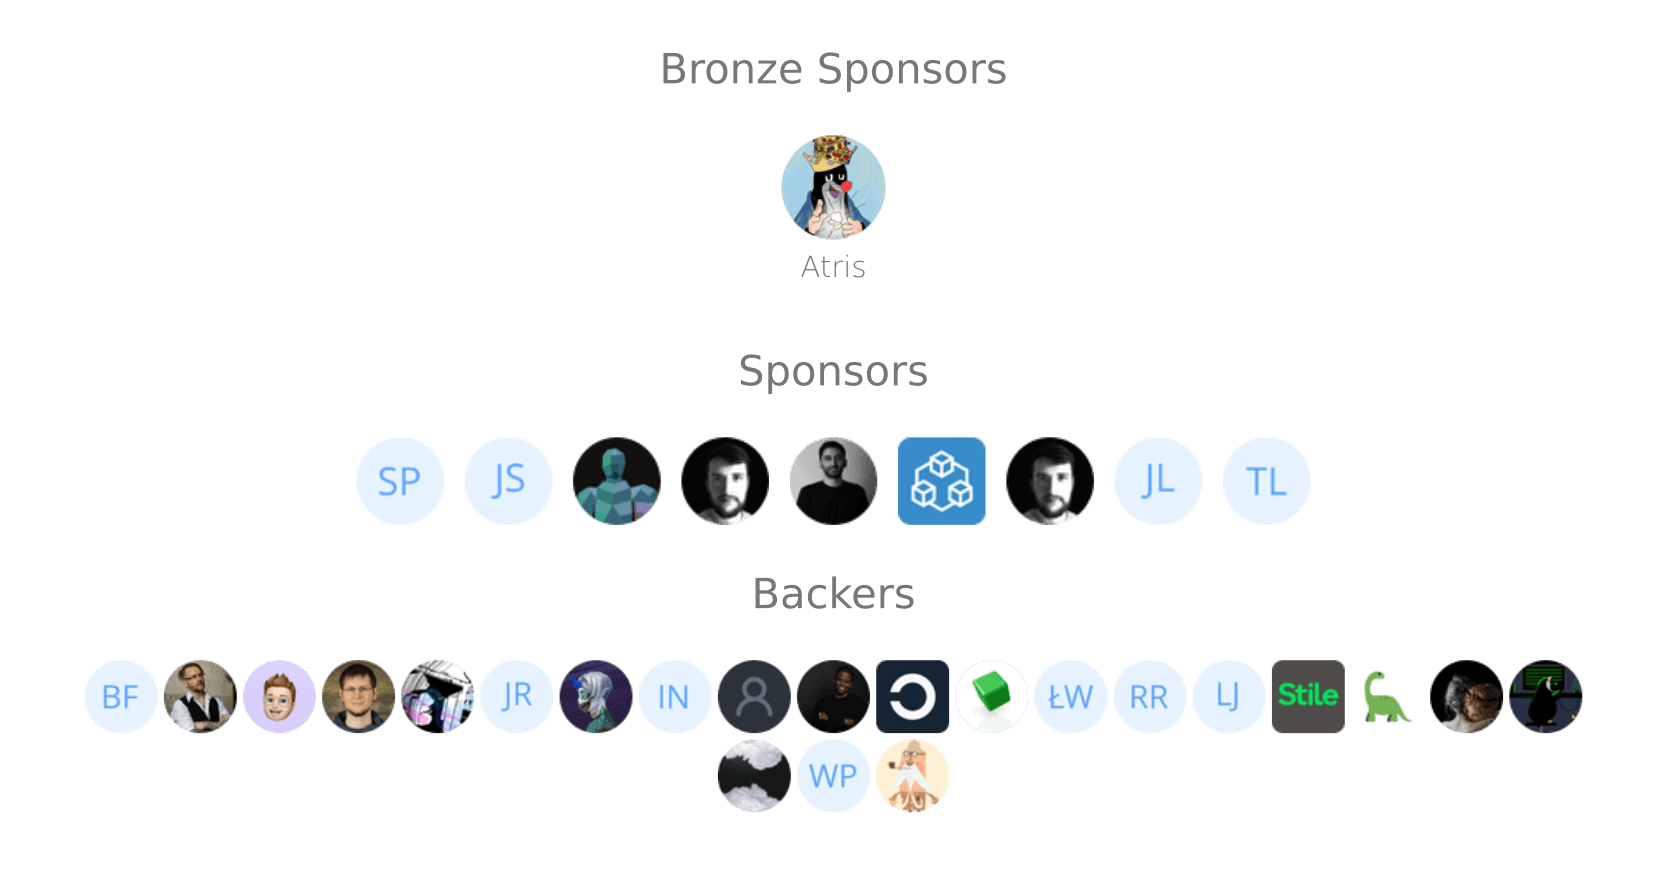 Bronze Sponsors
Atris
Sponsors
SP JS JL TL
Backers
BF JR IN ŁW RR LJ Stile
WP